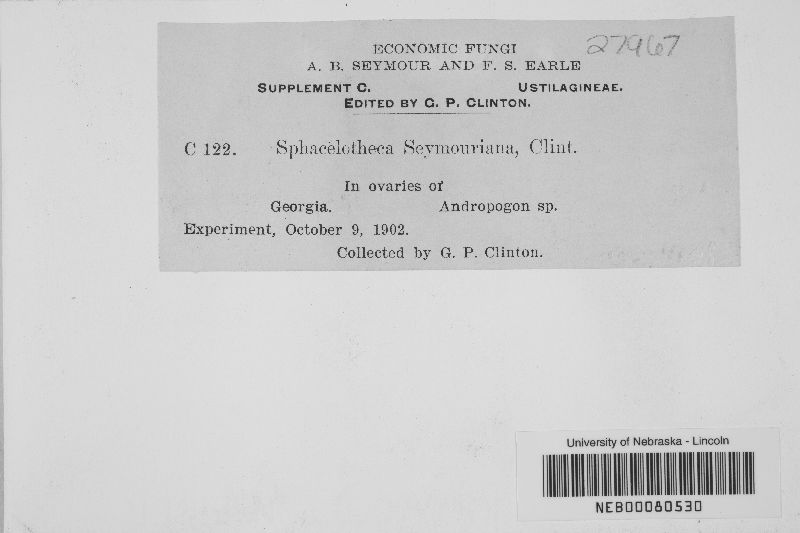 ECONOMIC FUNGI 27967
A. B. SEYMOUR AND F. S. EARLE
SUPPLEMENT C. USTILAGINEAE.
EDITED BY G. P. CLINTON.
C 122. Sphacelotheca Seymouriana, Clint.
In ovaries of
Georgia. Andropogon sp.
Experiment, October 9, 1902.
Collected by G. P. Clinton.
University of Nebraska - Lincoln
NEB00080530